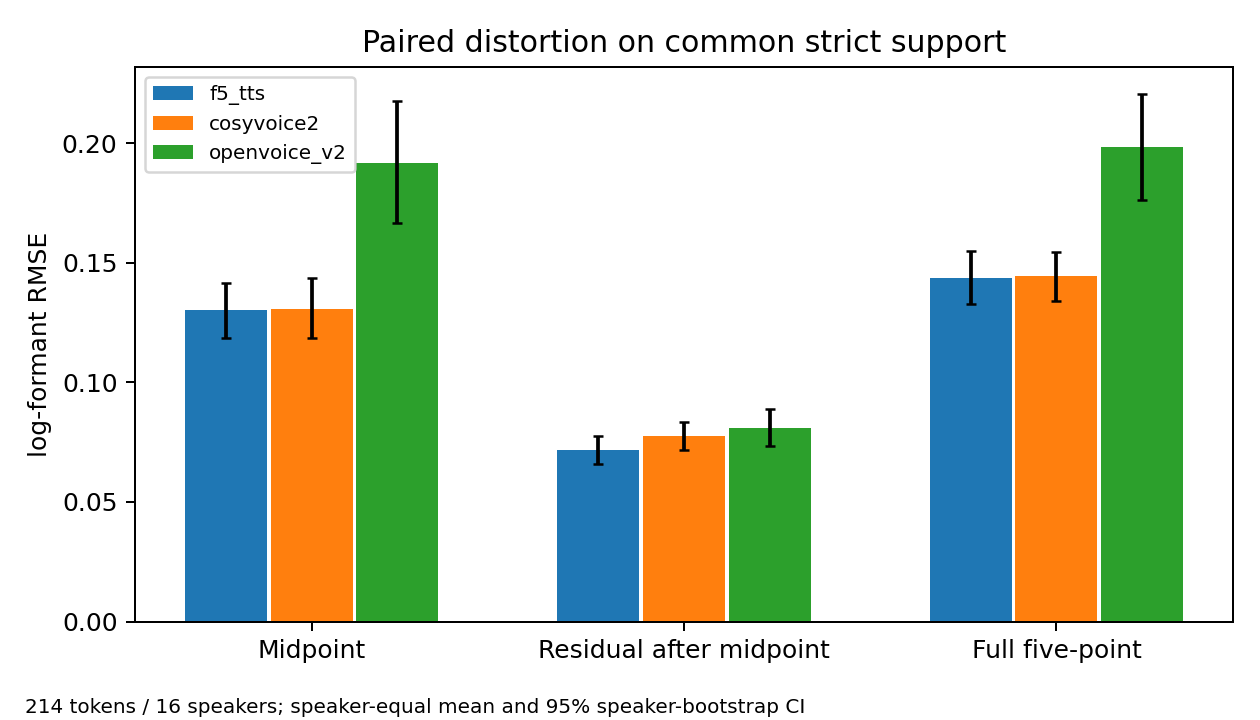 Paired distortion on common strict support
f5_tts
cosyvoice2
openvoice_v2
log-formant RMSE
0.20
0.15
0.10
0.05
0.00
Midpoint
Residual after midpoint
Full five-point
214 tokens / 16 speakers; speaker-equal mean and 95% speaker-bootstrap CI